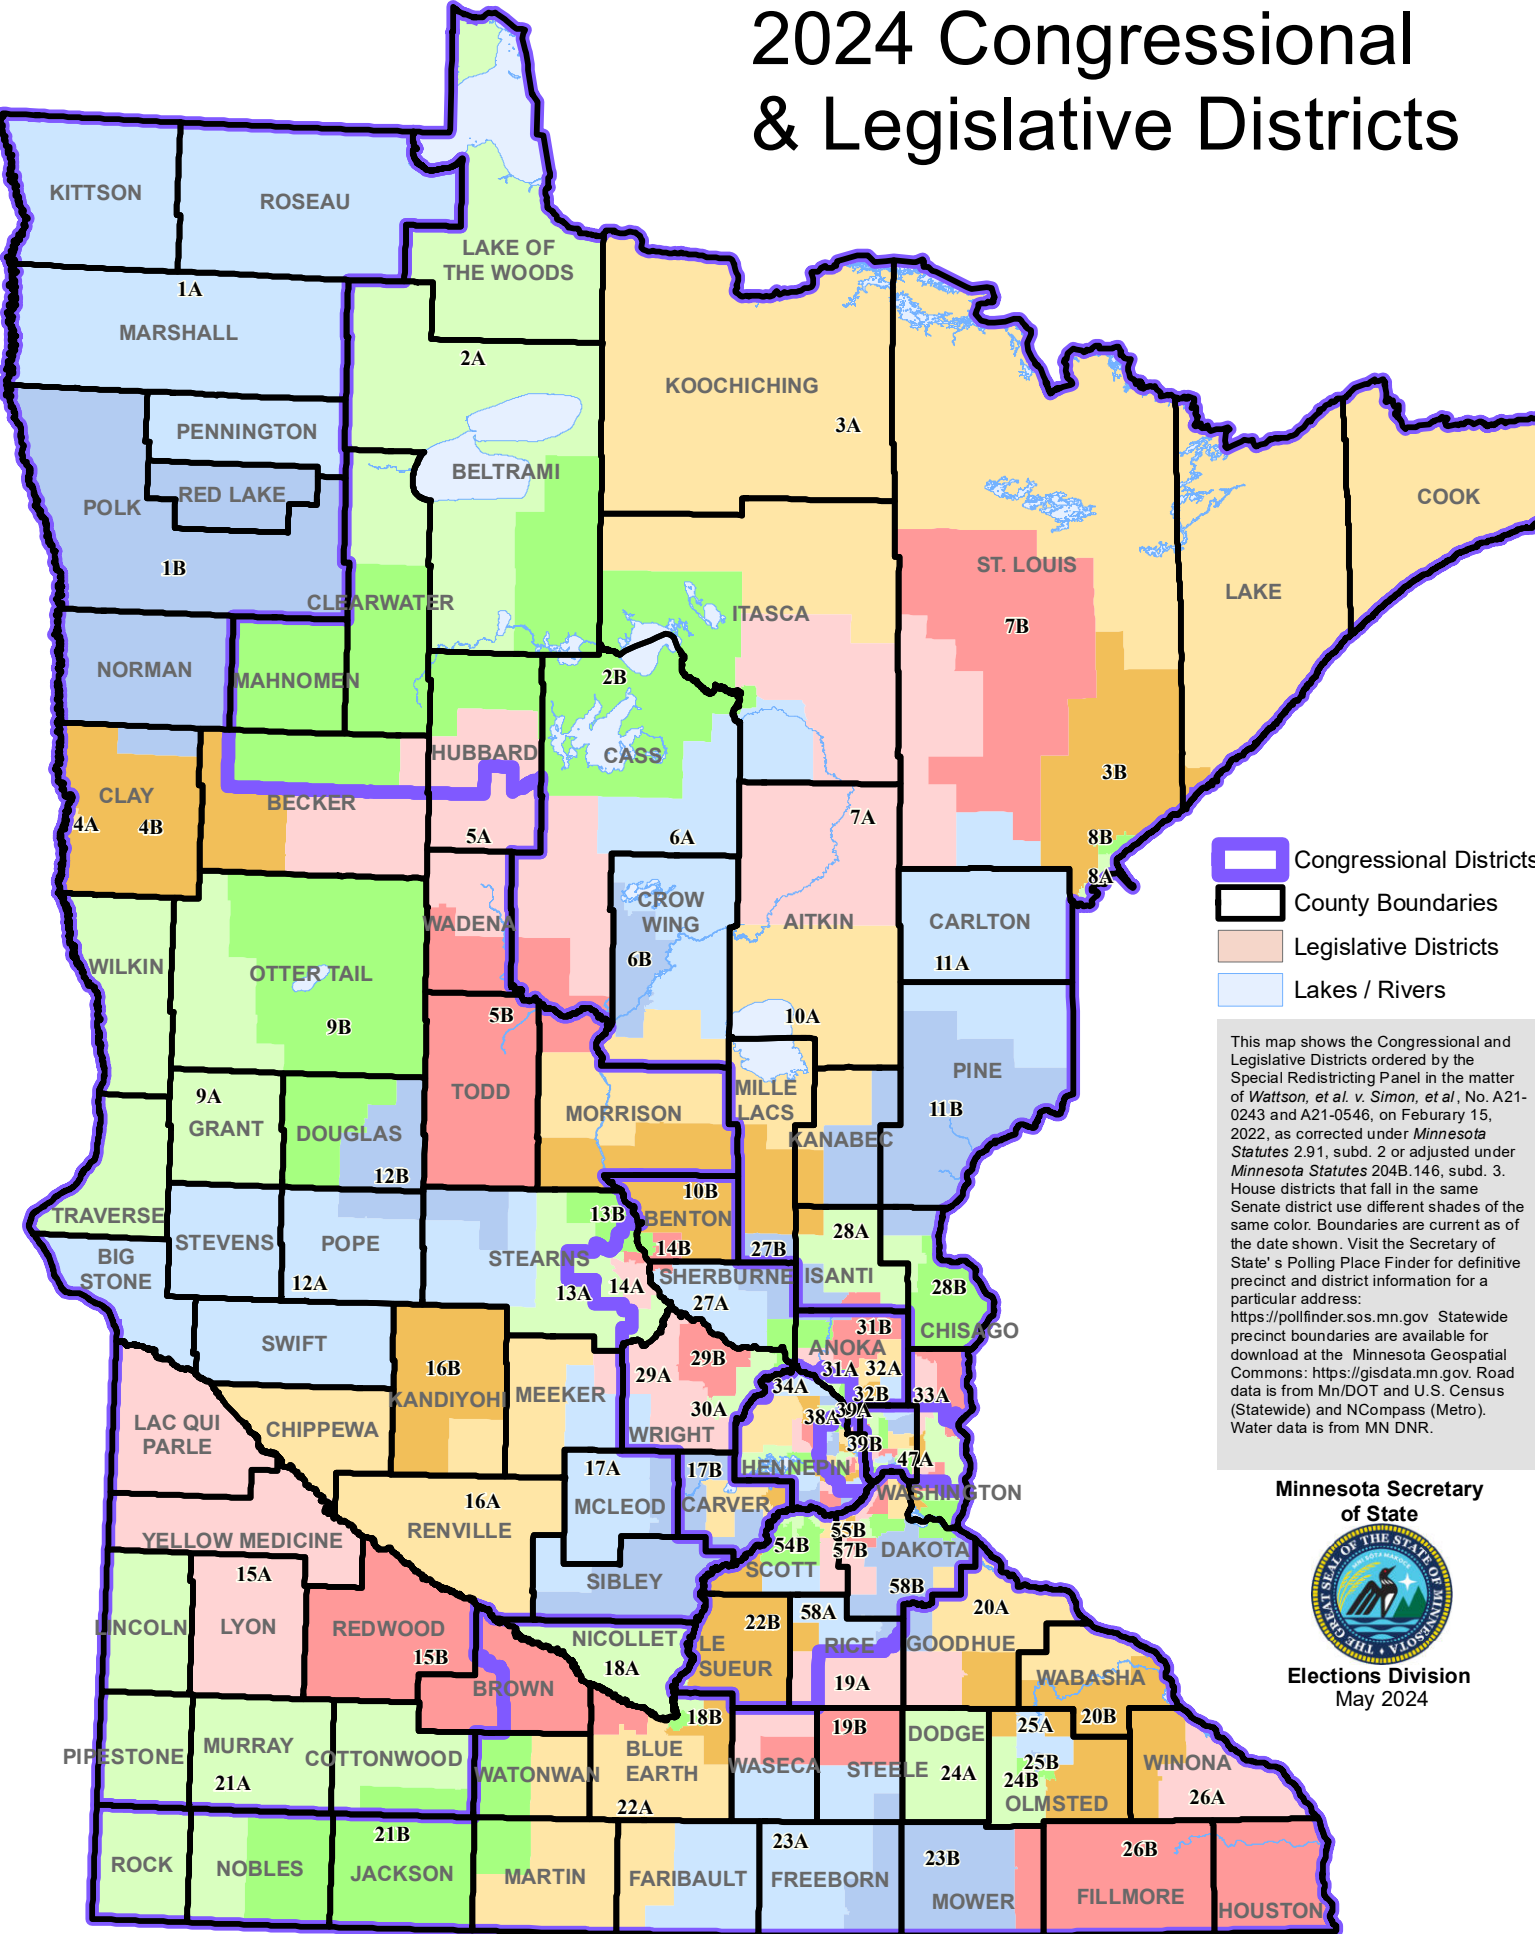 2024 Congressional
& Legislative Districts
KITTSON
ROSEAU
LAKE OF
THE WOODS
1A
MARSHALL
2A
KOOCHICHING
3A
PENNINGTON
BELTRAMI
RED LAKE
POLK
COOK
1B
ST. LOUIS
LAKE
CLEARWATER
ITASCA
7B
NORMAN
MAHNOMEN
2B
HUBBARD
CASS
3B
CLAY
BECKER
4A
4B
5A
6A
7A
8B
8A
CROW
WING
WADENA
AITKIN
CARLTON
6B
11A
WILKIN
OTTER TAIL
9B
5B
10A
PINE
TODD
MILLE
LACS
9A
GRANT
DOUGLAS
MORRISON
11B
KANABEC
12B
10B
TRAVERSE
13B
BENTON
28A
STEVENS
POPE
STEARNS
14B
27B
BIG
STONE
12A
13A
14A
SHERBURNE
27A
ISANTI
28B
SWIFT
31B
CHISAGO
ANOKA
16B
29A
29B
31A
32A
KANDIYOHI
MEEKER
34A
32B
33A
LAC QUI
PARLE
CHIPPEWA
30A
38A
39A
WRIGHT
39B
17A
17B
HENNEPIN
47A
16A
MCLEOD
CARVER
WASHINGTON
YELLOW MEDICINE
RENVILLE
55B
54B
57B
DAKOTA
15A
SCOTT
SIBLEY
58B
LINCOLN
LYON
REDWOOD
22B
58A
20A
NICOLLET
LE
SUEUR
RICE
GOODHUE
15B
18A
19A
WABASHA
BROWN
18B
19B
DODGE
25A
20B
PIPESTONE
MURRAY
COTTONWOOD
BLUE
EARTH
WASECA
STEELE
25B
WINONA
21A
WATONWAN
24A
24B
22A
OLMSTED
26A
21B
23A
23B
26B
ROCK
NOBLES
JACKSON
MARTIN
FARIBAULT
FREEBORN
MOWER
FILLMORE
HOUSTON
Congressional Districts
County Boundaries
Legislative Districts
Lakes / Rivers
This map shows the Congressional and
Legislative Districts ordered by the
Special Redistricting Panel in the matter
of Wattson, et al. v. Simon, et al, No. A21-
0243 and A21-0546, on Feburary 15,
2022, as corrected under Minnesota
Statutes 2.91, subd. 2 or adjusted under
Minnesota Statutes 204B.146, subd. 3.
House districts that fall in the same
Senate district use different shades of the
same color. Boundaries are current as of
the date shown. Visit the Secretary of
State' s Polling Place Finder for definitive
precinct and district information for a
particular address:
https://pollfinder.sos.mn.gov Statewide
precinct boundaries are available for
download at the Minnesota Geospatial
Commons: https://gisdata.mn.gov. Road
data is from Mn/DOT and U.S. Census
(Statewide) and NCompass (Metro).
Water data is from MN DNR.
Minnesota Secretary
of State
THE GREAT SEAL OF THE STATE OF MINNESOTA
Elections Division
May 2024